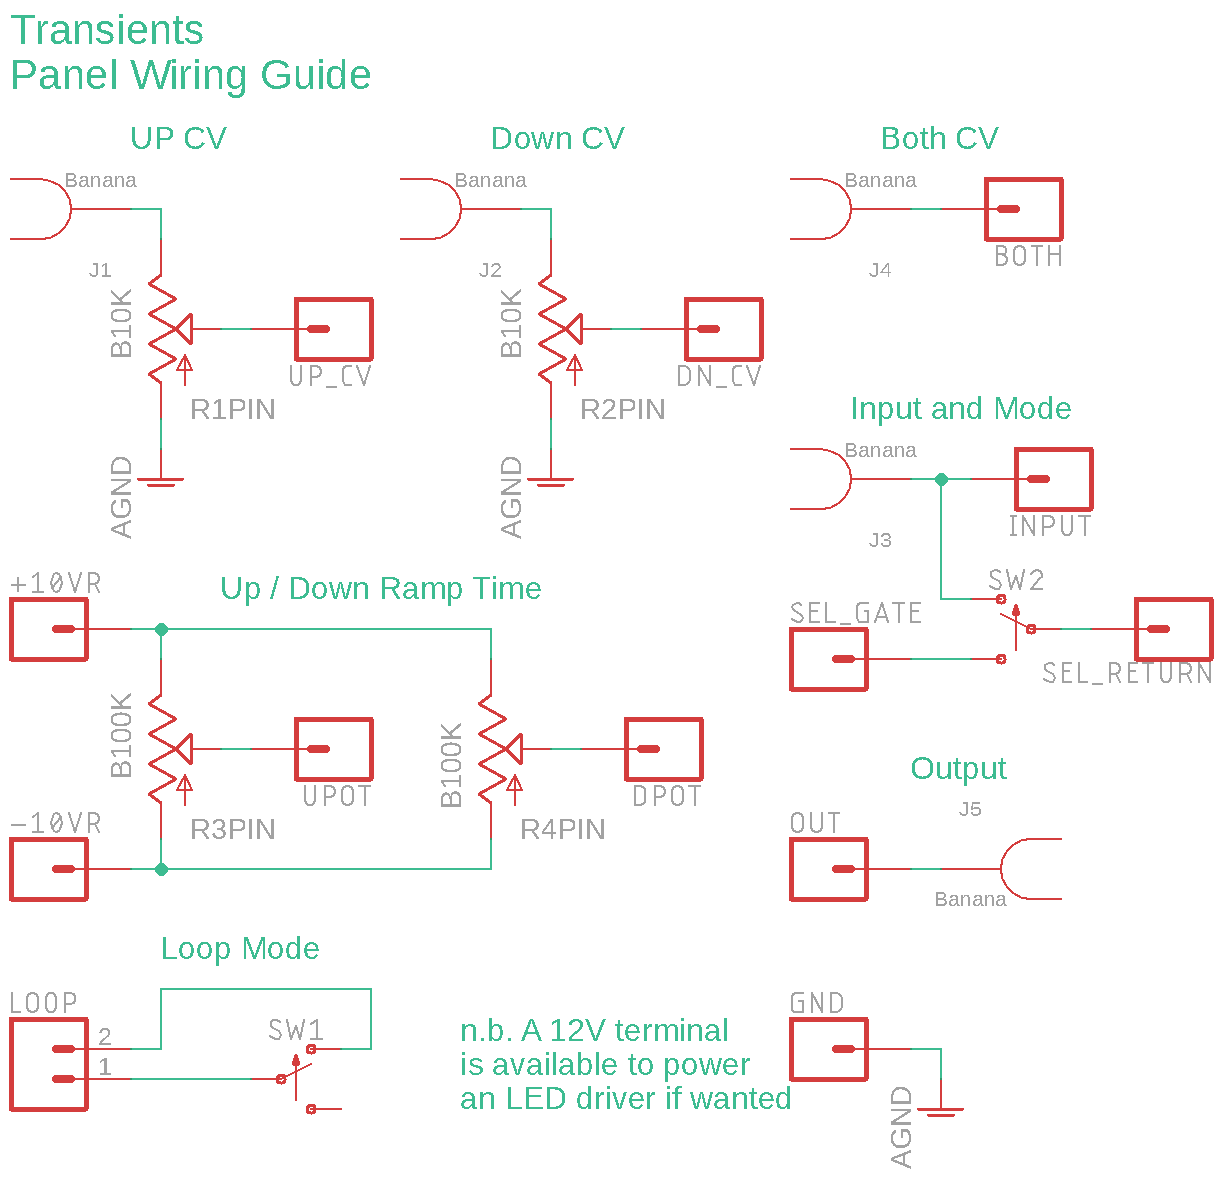 Transients
Panel Wiring Guide
UP CV
Down CV
Both CV
Banana
Banana
Banana
J1
J2
J4
BOTH
B10K
B10K
UP_CV
DN_CV
R1PIN
R2PIN
Input and Mode
Banana
AGND
AGND
INPUT
J3
+10VR
Up / Down Ramp Time
SW2
SEL_GATE
SEL_RETURN
B100K
B100K
UPOT
DPOT
Output
R3PIN
R4PIN
J5
-10VR
OUT
Banana
Loop Mode
LOOP
2
1
SW1
n.b. A 12V terminal
is available to power
an LED driver if wanted
GND
AGND